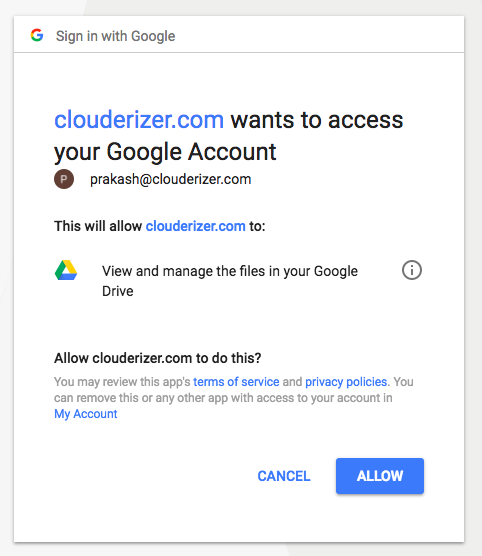 Sign in with Google
clouderizer.com wants to access
your Google Account
P prakash@clouderizer.com
This will allow clouderizer.com to:
View and manage the files in your Google
Drive
Allow clouderizer.com to do this?
You may review this app's terms of service and privacy policies. You
can remove this or any other app with access to your account in
My Account
CANCEL ALLOW